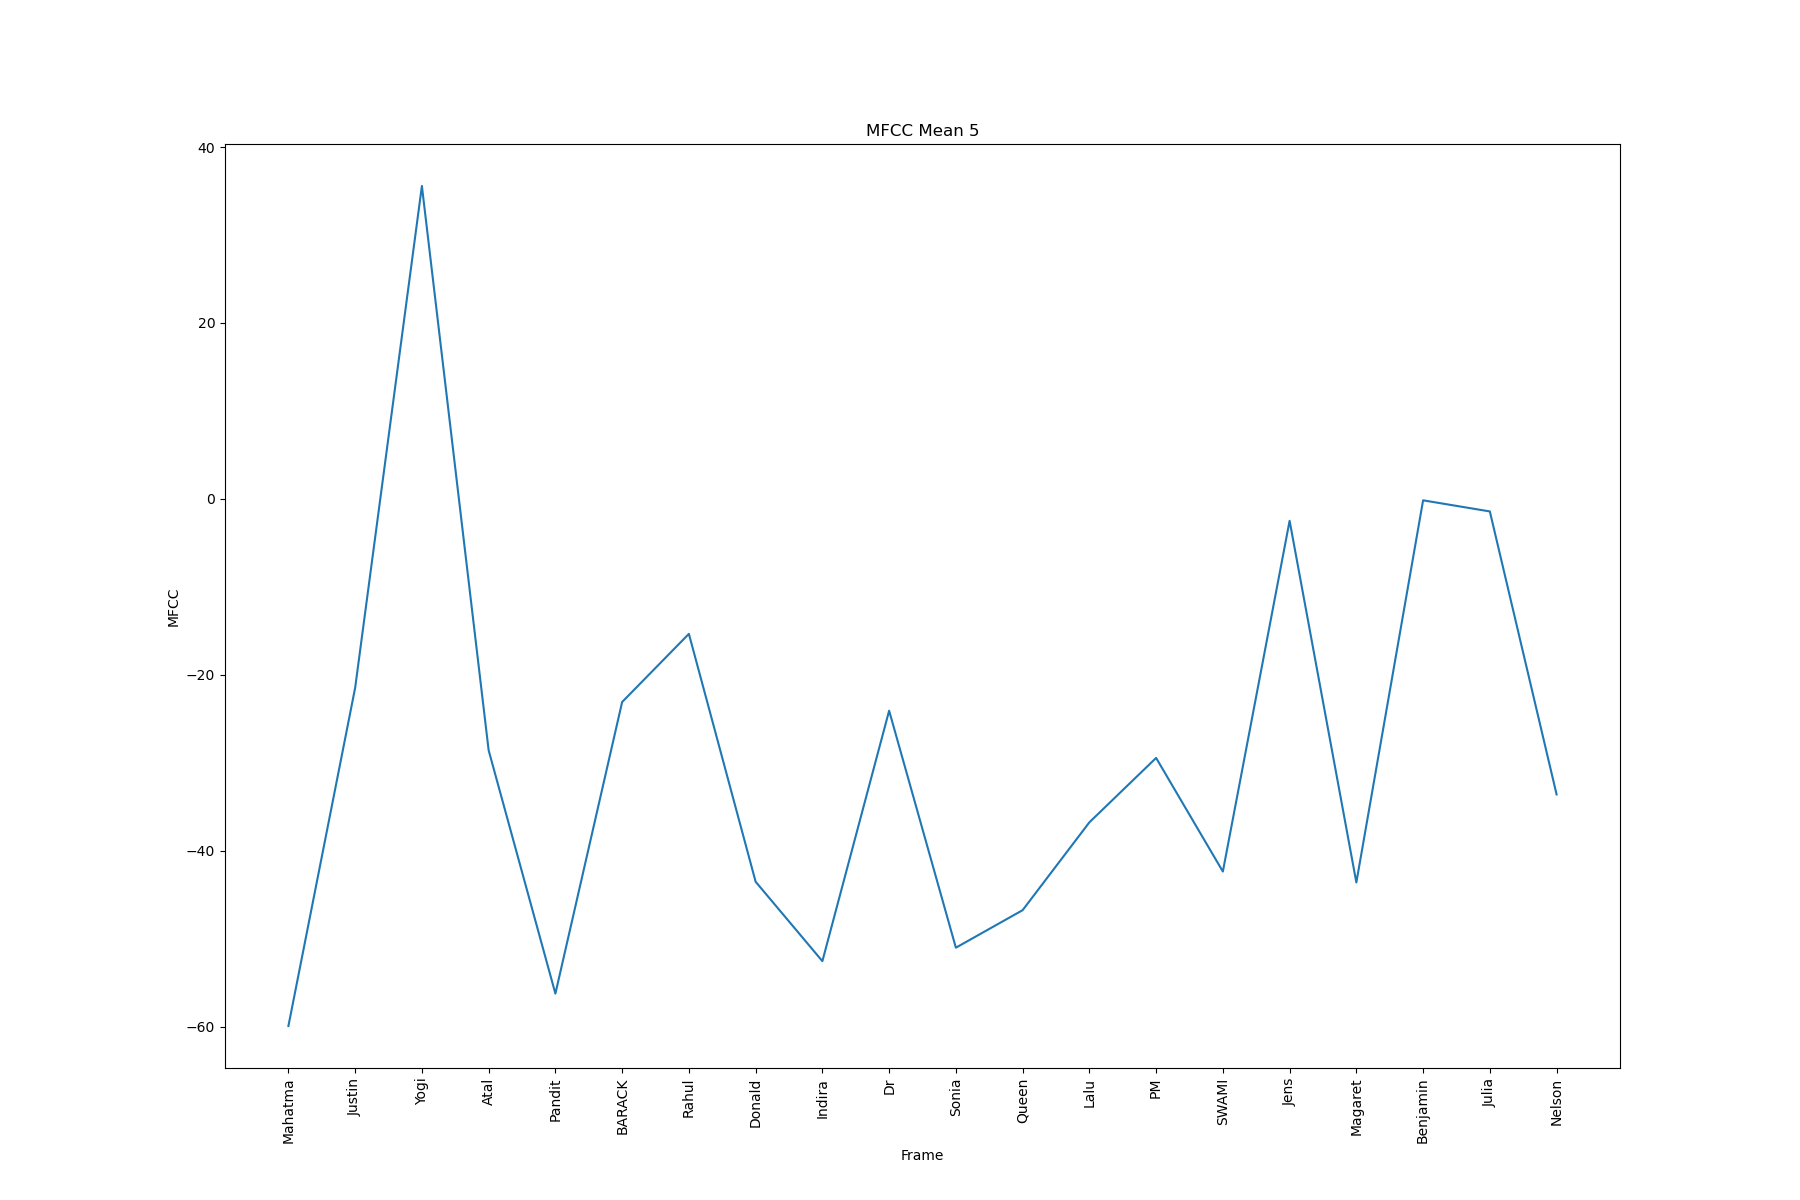 MFCC Mean 5
40
20
0
−20
−40
−60
MFCC
Mahatma
Justin
Yogi
Atal
Pandit
BARACK
Rahul
Donald
Indira
Dr
Sonia
Queen
Lalu
PM
SWAMI
Jens
Magaret
Benjamin
Julia
Nelson
Frame